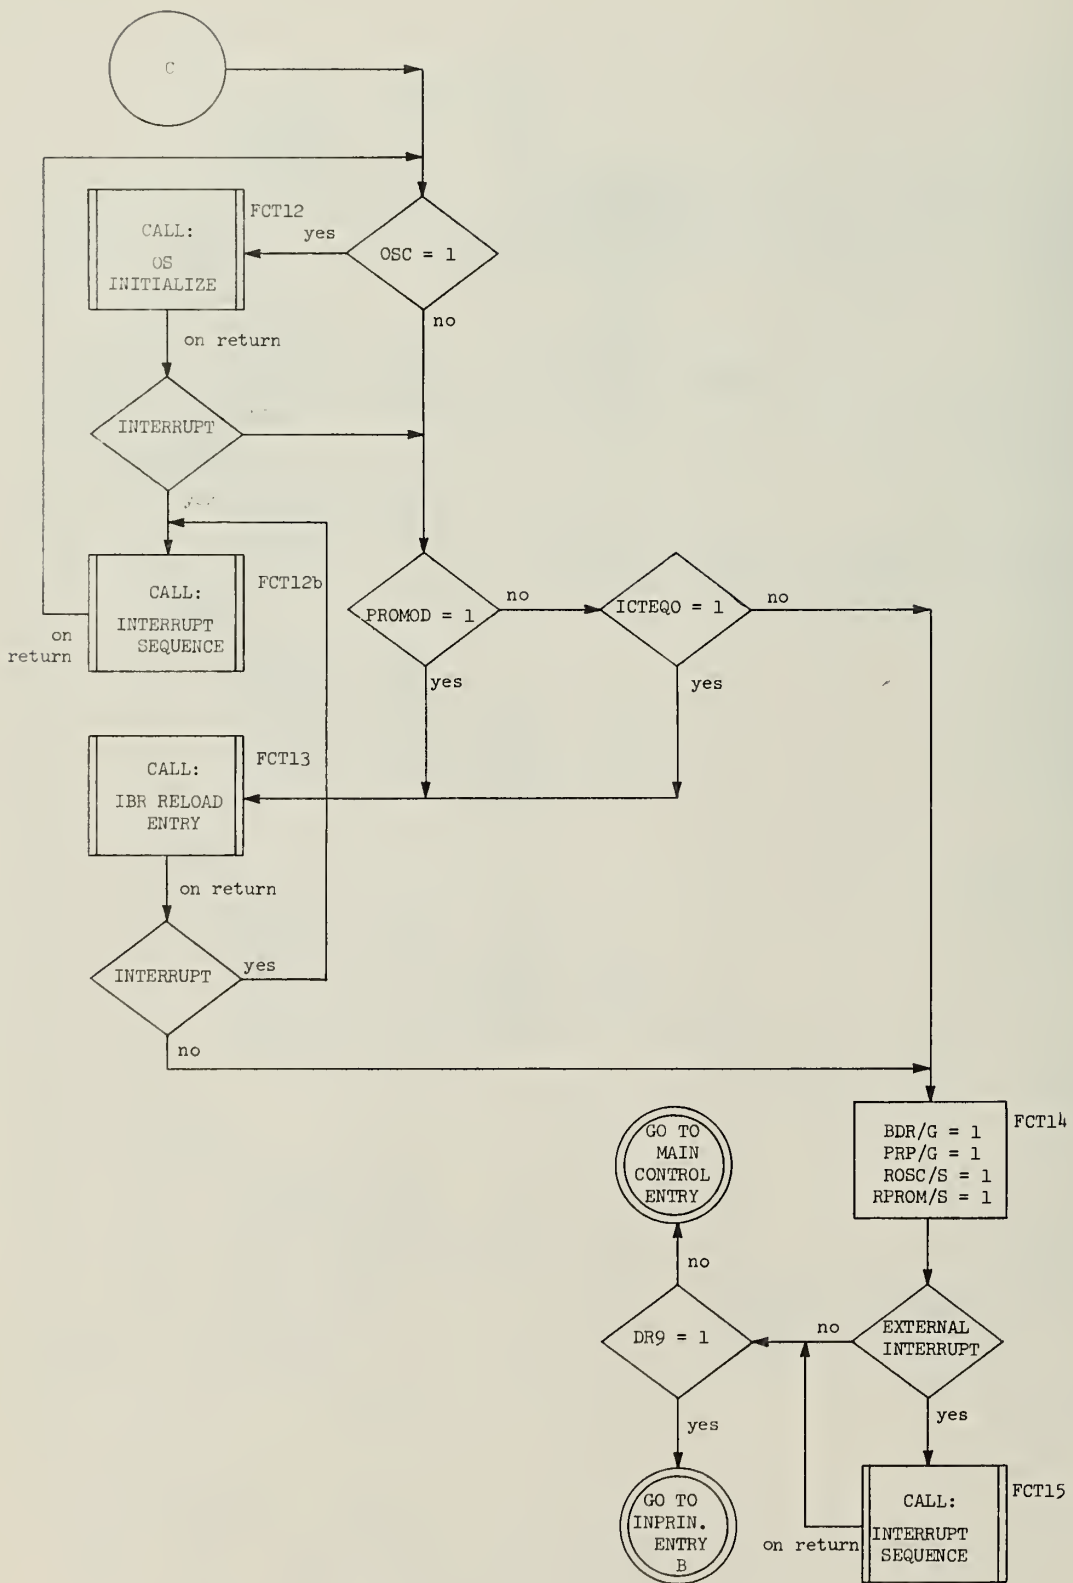 C
FCT12
CALL:
OS
INITIALIZE
yes
OSC = 1
no
on return
INTERRUPT
FCT12b
CALL:
INTERRUPT
SEQUENCE
on
return
PROMOD = 1
no
ICTEQO = 1
no
yes
yes
FCT13
CALL:
IBR RELOAD
ENTRY
on return
INTERRUPT
yes
no
FCT14
BDR/G = 1
PRP/G = 1
ROSC/S = 1
RPROM/S = 1
GO TO
MAIN
CONTROL
ENTRY
no
DR9 = 1
no
EXTERNAL
INTERRUPT
yes
yes
GO TO
INPRIN.
ENTRY
B
FCT15
CALL:
INTERRUPT
SEQUENCE
on return